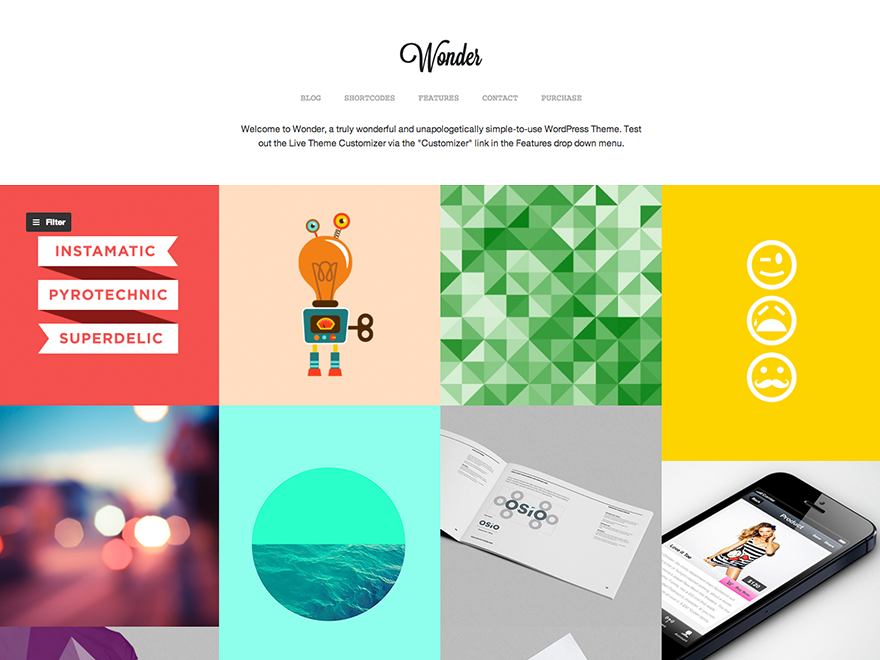 Wonder
BLOG SHORTCODES FEATURES CONTACT PURCHASE
Welcome to Wonder, a truly wonderful and unapologetically simple-to-use WordPress Theme. Test
out the Live Theme Customizer via the "Customizer" link in the Features drop down menu.
Filter
INSTAMATIC
PYROTECHNIC
SUPERDELIC
OSiO
OSiO
Product
Love it Tee
$120